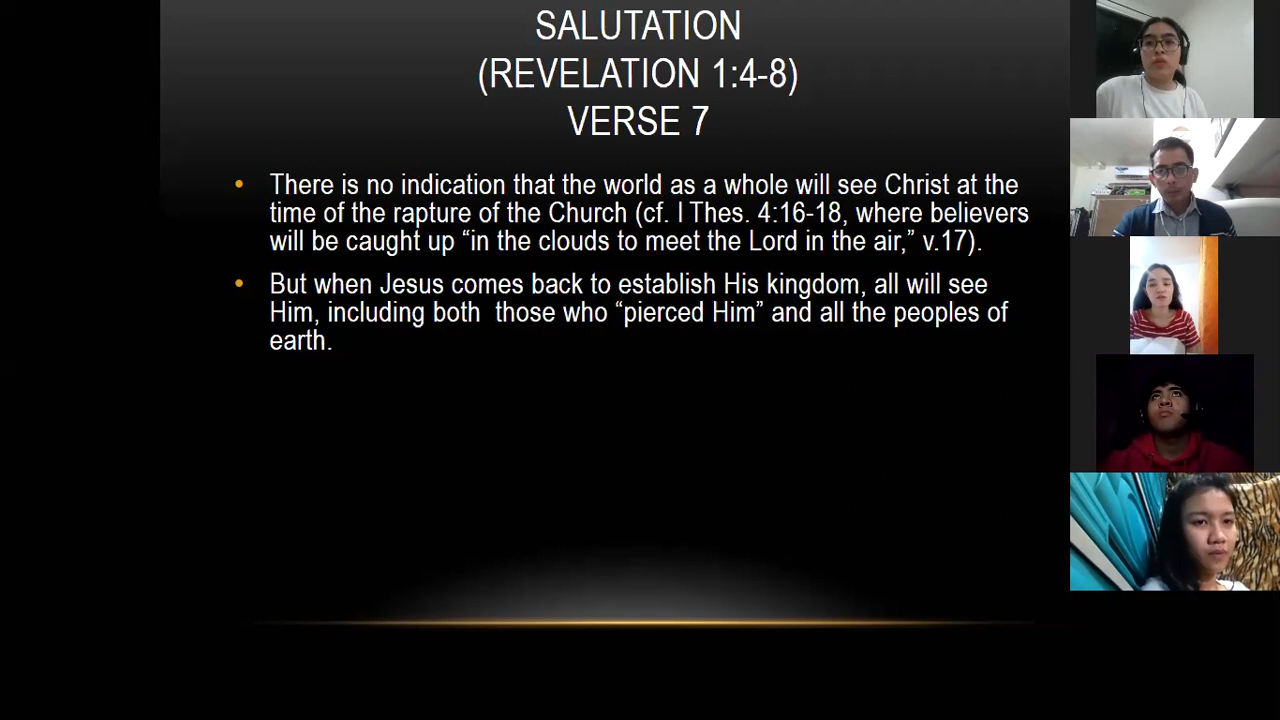 SALUTATION
(REVELATION 1:4-8)
VERSE 7
• There is no indication that the world as a whole will see Christ at the
time of the rapture of the Church (cf. I Thes. 4:16-18, where believers
will be caught up “in the clouds to meet the Lord in the air,” v.17).
• But when Jesus comes back to establish His kingdom, all will see
Him, including both  those who “pierced Him” and all the peoples of
earth.